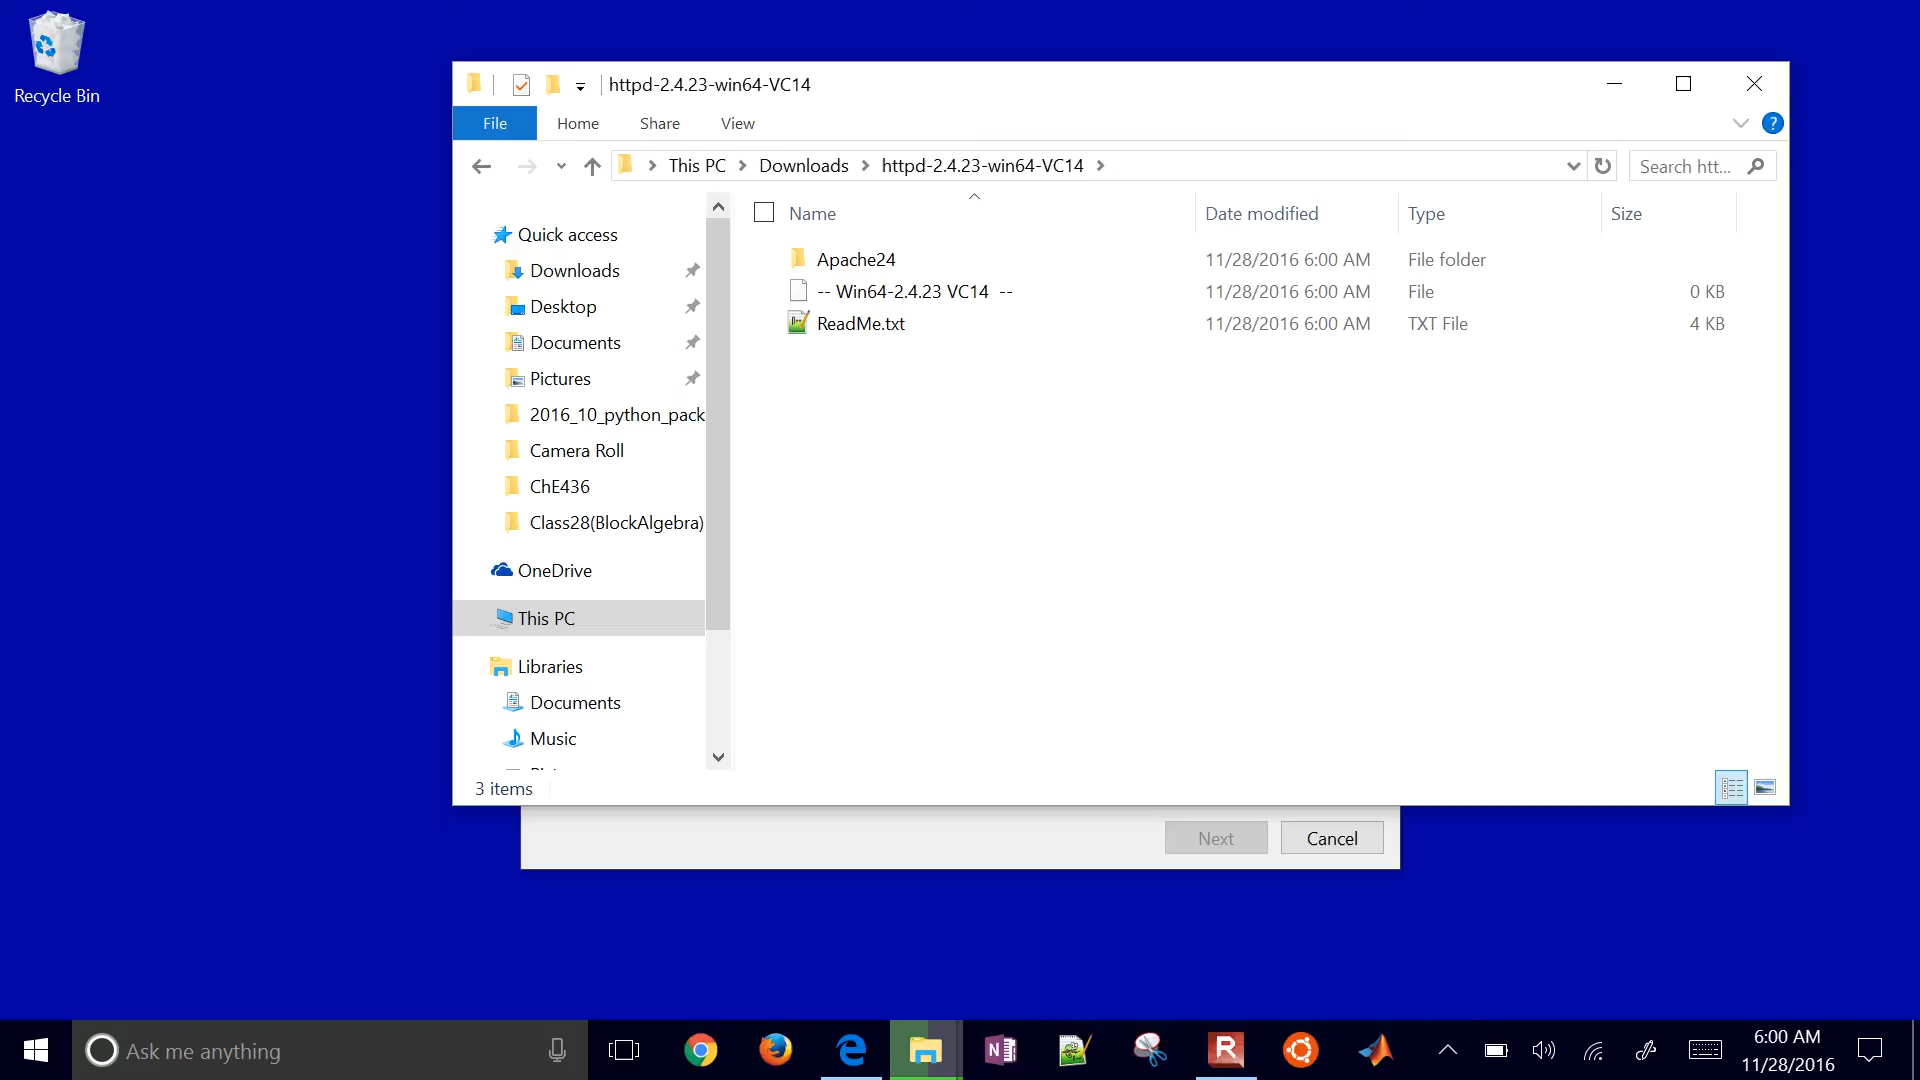 Recycle Bin
httpd-2.4.23-win64-VC14
File
Home
Share
View
?
This PC
Downloads
httpd-2.4.23-win64-VC14
Search htt...
Name
Date modified
Type
Size
Apache24
11/28/2016 6:00 AM
File folder
-- Win64-2.4.23 VC14  --
11/28/2016 6:00 AM
File
0 KB
ReadMe.txt
11/28/2016 6:00 AM
TXT File
4 KB
Quick access
Downloads
Desktop
Documents
Pictures
2016_10_python_pack
Camera Roll
ChE436
Class28(BlockAlgebra)
OneDrive
This PC
Libraries
Documents
Music
3 items
Next
Cancel
Ask me anything
N
R
6:00 AM
11/28/2016